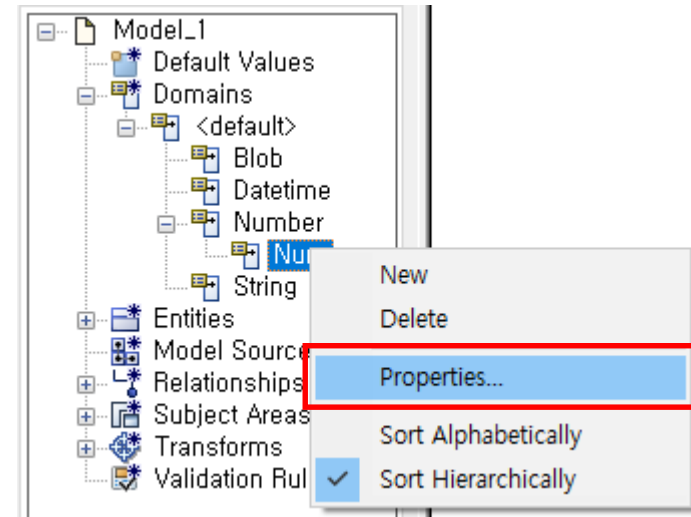 Model_1
Default Values
Domains
<default>
Blob
Datetime
Number
String
Entities
Model Source
Relationships
Subject Areas
Transforms
Validation Rul
New
Delete
Properties...
Sort Alphabetically
Sort Hierarchically